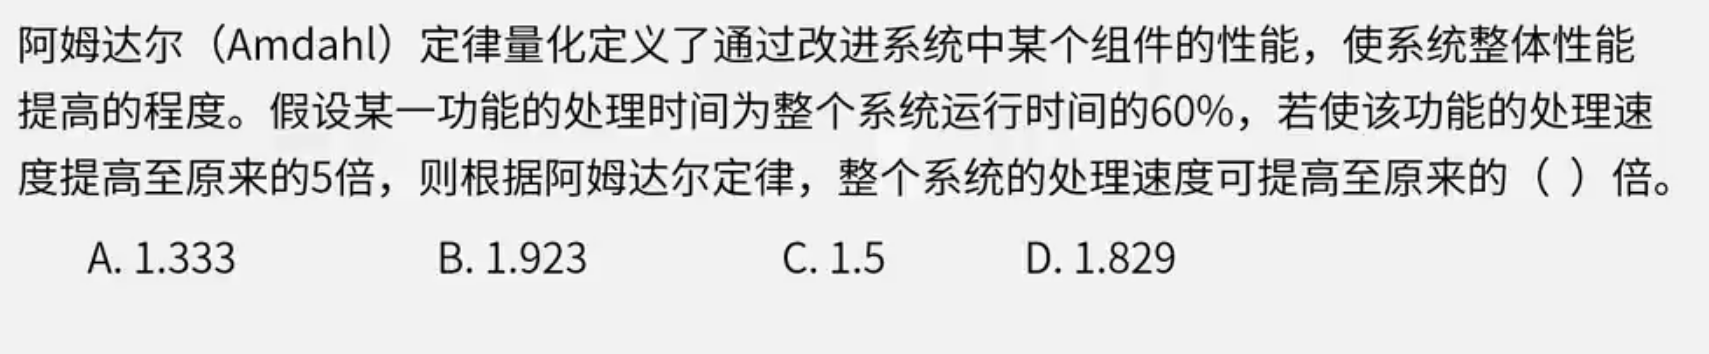 阿姆达尔（Amdahl）定律量化定义了通过改进系统中某个组件的性能，使系统整体性能
提高的程度。假设某一功能的处理时间为整个系统运行时间的60%，若使该功能的处理速
度提高至原来的5倍，则根据阿姆达尔定律，整个系统的处理速度可提高至原来的（ ）倍。
A. 1.333 B. 1.923 C. 1.5 D. 1.829